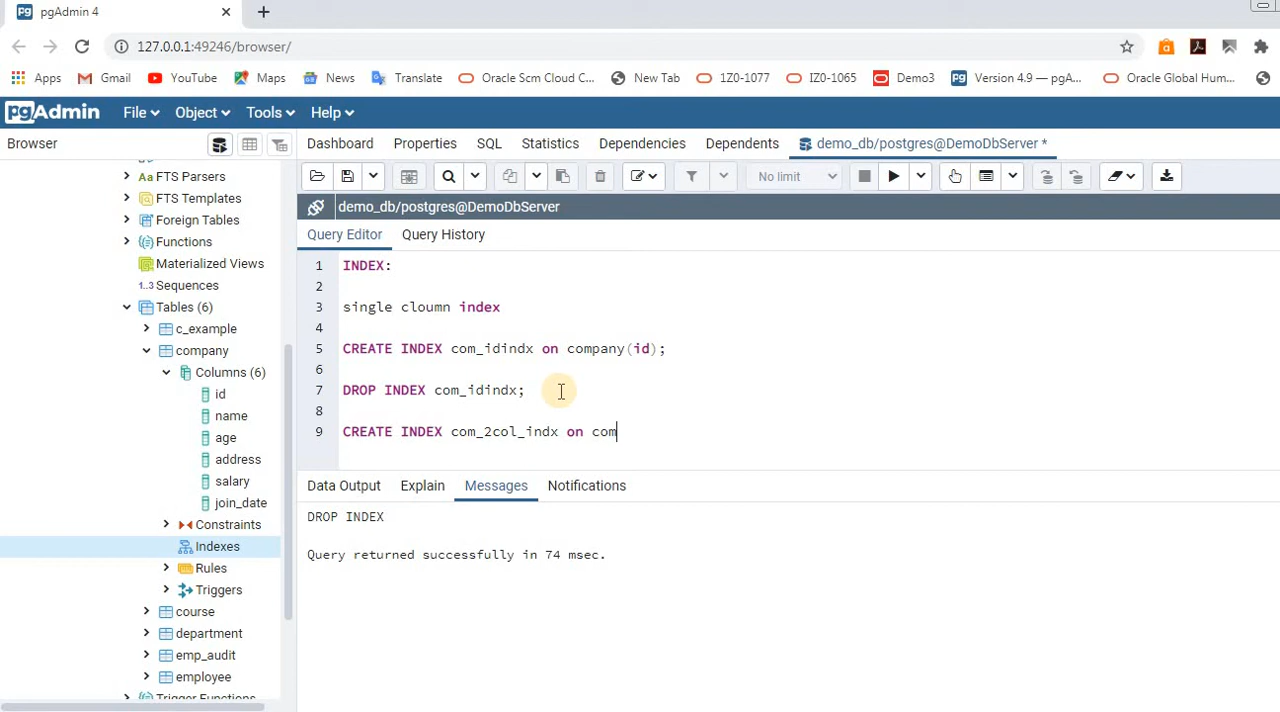 pgAdmin 4
127.0.0.1:49246/browser/
Apps Gmail YouTube Maps News Translate Oracle Scm Cloud C... New Tab 1Z0-1077 IZ0-1065 Demo3 Version 4.9 — pgA... Oracle Global Hum...
pgAdmin File Object Tools Help
Browser Dashboard Properties SQL Statistics Dependencies Dependents demo_db/postgres@DemoDbServer *
No limit
demo_db/postgres@DemoDbServer
Query Editor Query History
Aa FTS Parsers
FTS Templates
Foreign Tables
Functions
Materialized Views
1..3 Sequences
Tables (6)
c_example
company
Columns (6)
id
name
age
address
salary
join_date
Constraints
Indexes
Rules
Triggers
course
department
emp_audit
employee
Trigger Functions
1 INDEX:
2
3 single cloumn index
4
5 CREATE INDEX com_idindx on company(id);
6
7 DROP INDEX com_idindx;
8
9 CREATE INDEX com_2col_indx on com
Data Output Explain Messages Notifications
DROP INDEX
Query returned successfully in 74 msec.